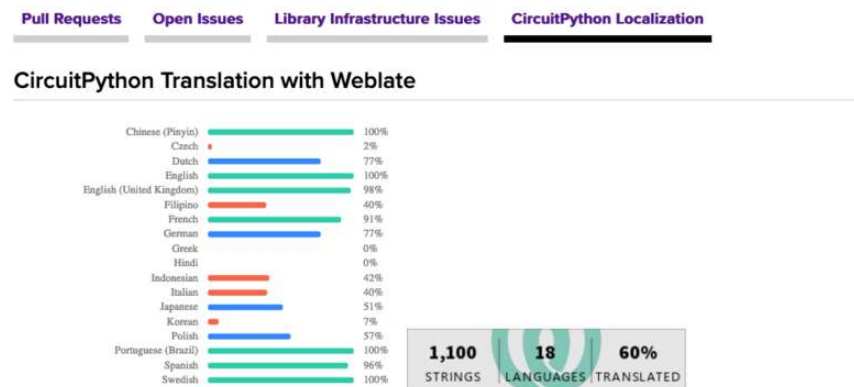 Pull Requests Open Issues Library Infrastructure Issues CircuitPython Localization
CircuitPython Translation with Weblate
Chinese (Pinyin) 100%
Czech 2%
Dutch 77%
English 100%
English (United Kingdom) 98%
Filipino 40%
French 91%
German 77%
Greek 0%
Hindi 0%
Indonesian 42%
Italian 40%
Japanese 51%
Korean 7%
Polish 57%
Portuguese (Brazil) 100%
Spanish 96%
Swedish 100%
1,100 18 60%
STRINGS LANGUAGES TRANSLATED